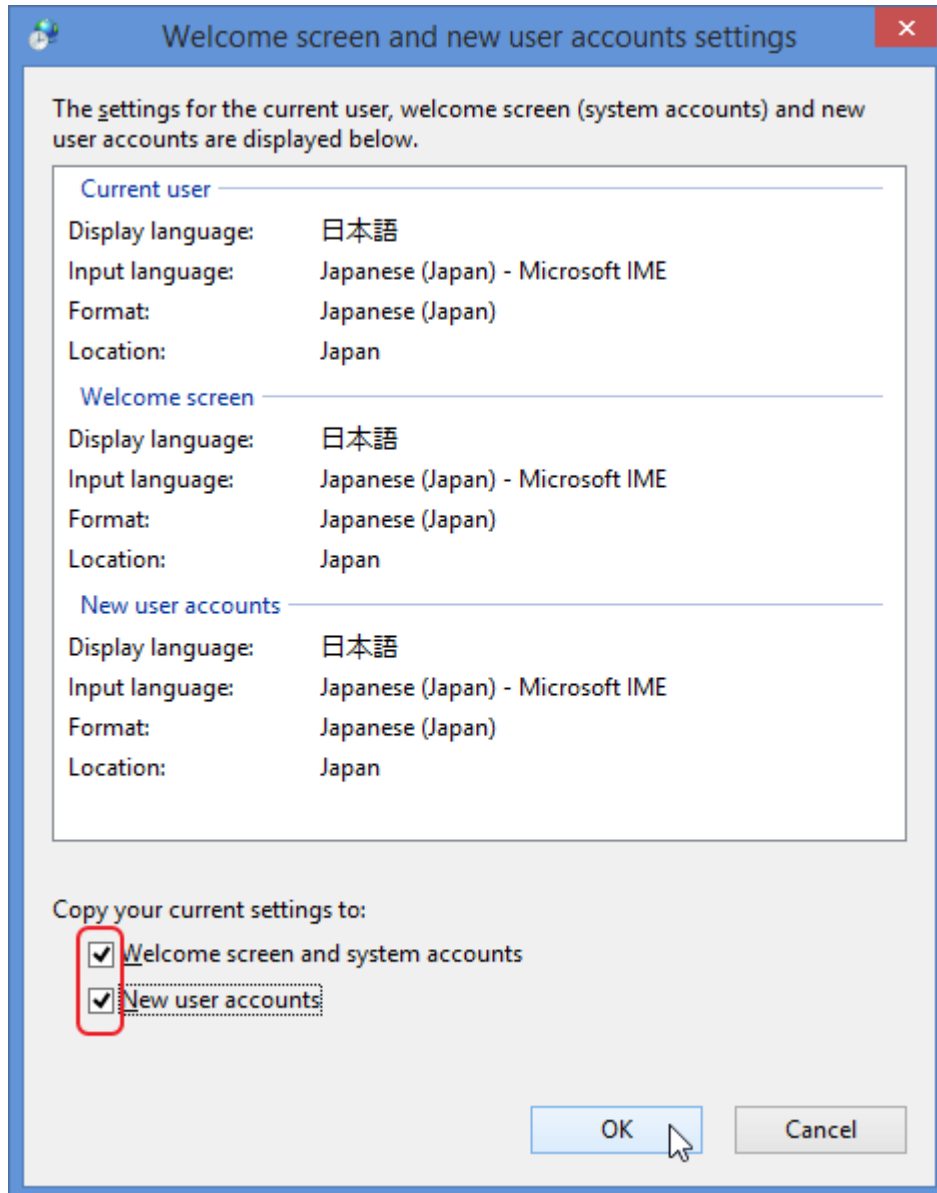 Welcome screen and new user accounts settings
The settings for the current user, welcome screen (system accounts) and new
user accounts are displayed below.
Current user
Display language: 日本語
Input language: Japanese (Japan) - Microsoft IME
Format: Japanese (Japan)
Location: Japan
Welcome screen
Display language: 日本語
Input language: Japanese (Japan) - Microsoft IME
Format: Japanese (Japan)
Location: Japan
New user accounts
Display language: 日本語
Input language: Japanese (Japan) - Microsoft IME
Format: Japanese (Japan)
Location: Japan
Copy your current settings to:
Welcome screen and system accounts
New user accounts
OK Cancel